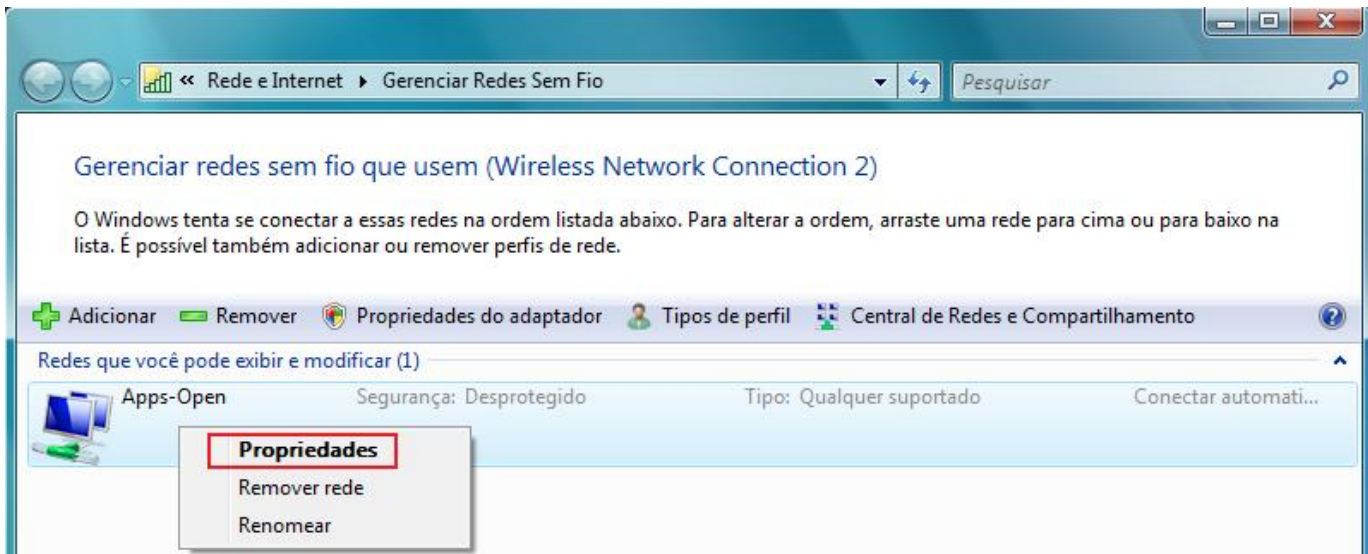 « Rede e Internet ▸ Gerenciar Redes Sem Fio
Pesquisar
Gerenciar redes sem fio que usem (Wireless Network Connection 2)
O Windows tenta se conectar a essas redes na ordem listada abaixo. Para alterar a ordem, arraste uma rede para cima ou para baixo na
lista. É possível também adicionar ou remover perfis de rede.
Adicionar Remover Propriedades do adaptador Tipos de perfil Central de Redes e Compartilhamento
Redes que você pode exibir e modificar (1)
Apps-Open Segurança: Desprotegido Tipo: Qualquer suportado Conectar automati...
Propriedades
Remover rede
Renomear